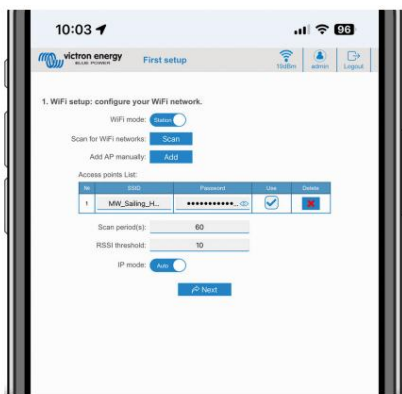 10:03
96
victron energy
BLUE POWER
First setup
admin
Logout
1. WiFi setup: configure your WiFi network.
WiFi mode: Station
Scan for WiFi networks: Scan
Add AP manually: Add
Access points List:
№ SSID Password Use Delete
1 MW_Sailing_H... ••••••••••••...
Scan period(s): 60
RSSI threshold: 10
IP mode: Auto
Next